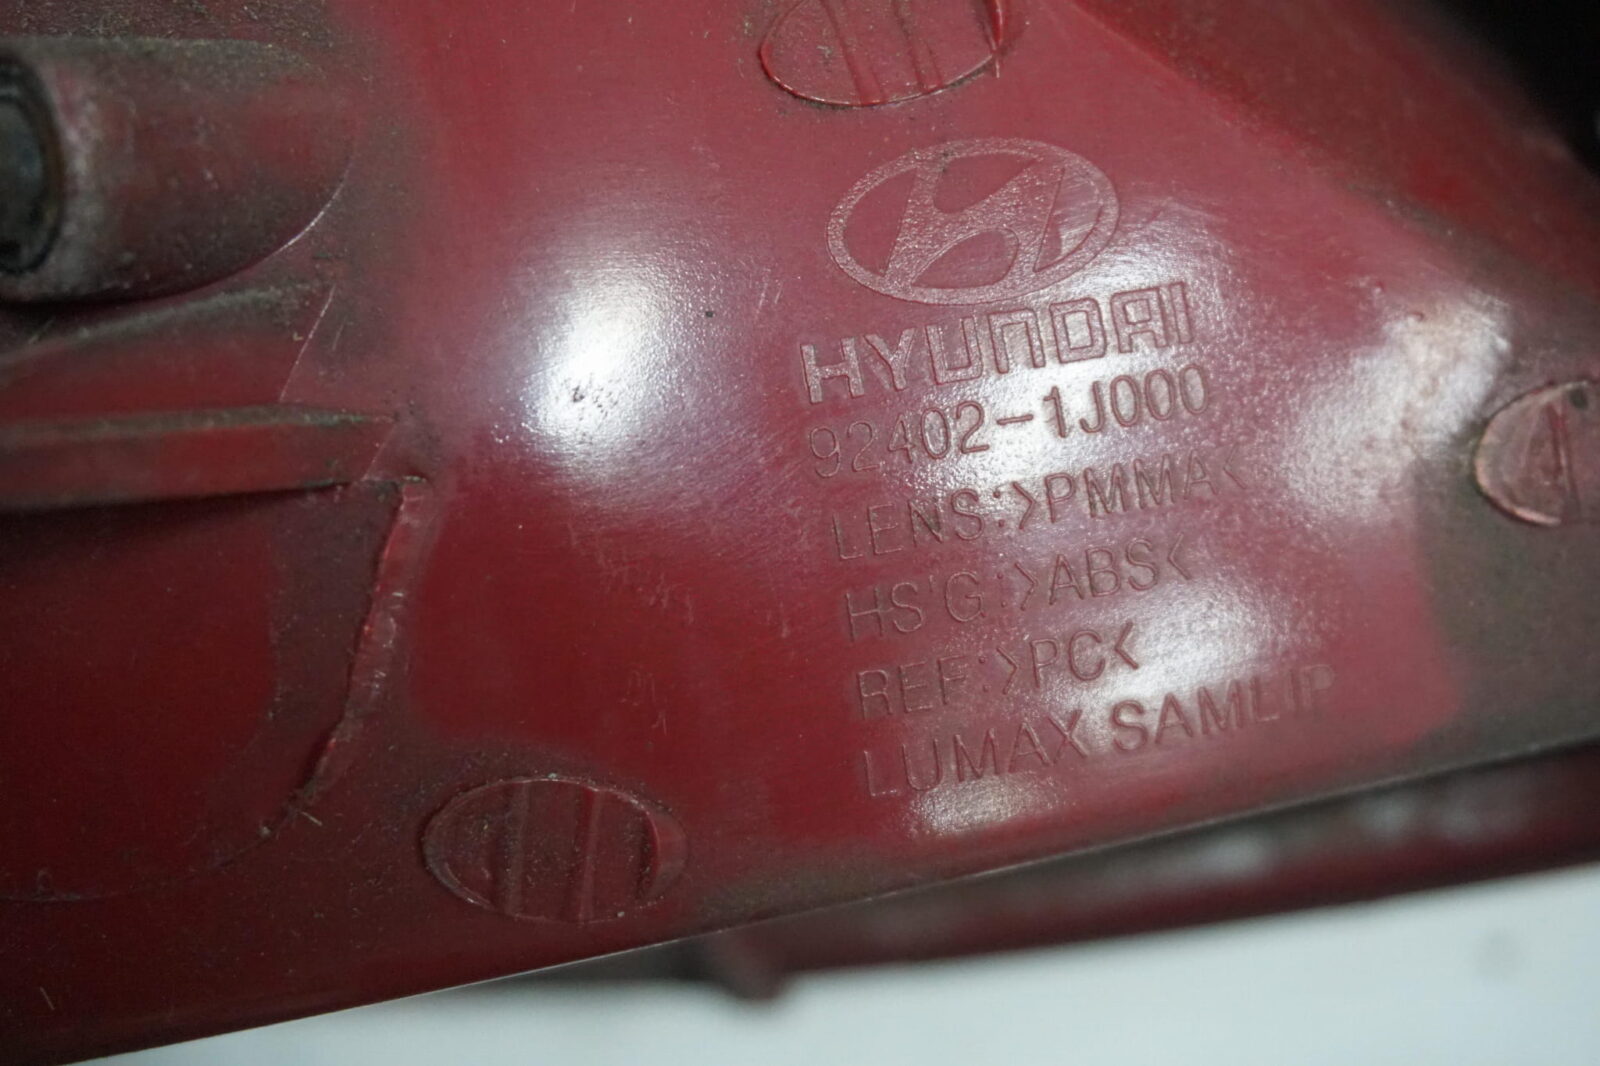 HYUNDAI
92402-1J000
LENS:>PMMA<
HS'G:>ABS<
REF:>PC<
LUMAX SAMLIP